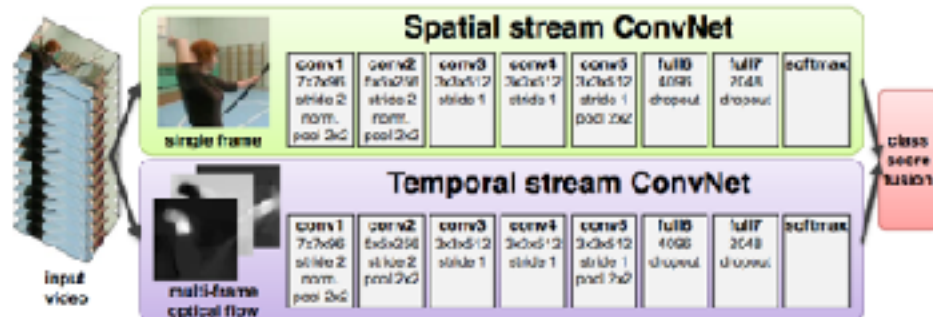 Spatial stream ConvNet
conv1
7x7x96
stride 2
norm.
pool 2x2
conv2
5x5x256
stride 2
norm.
pool 2x2
conv3
3x3x512
stride 1
conv4
3x3x512
stride 1
conv5
3x3x512
stride 1
pool 2x2
full6
4096
dropout
full7
2048
dropout
softmax
single frame
Temporal stream ConvNet
conv1
7x7x96
stride 2
norm.
pool 2x2
conv2
5x5x256
stride 2
pool 2x2
conv3
3x3x512
stride 1
conv4
3x3x512
stride 1
conv5
3x3x512
stride 1
pool 2x2
full6
4096
dropout
full7
2048
dropout
softmax
input
video
multi-frame
optical flow
class
score
fusion